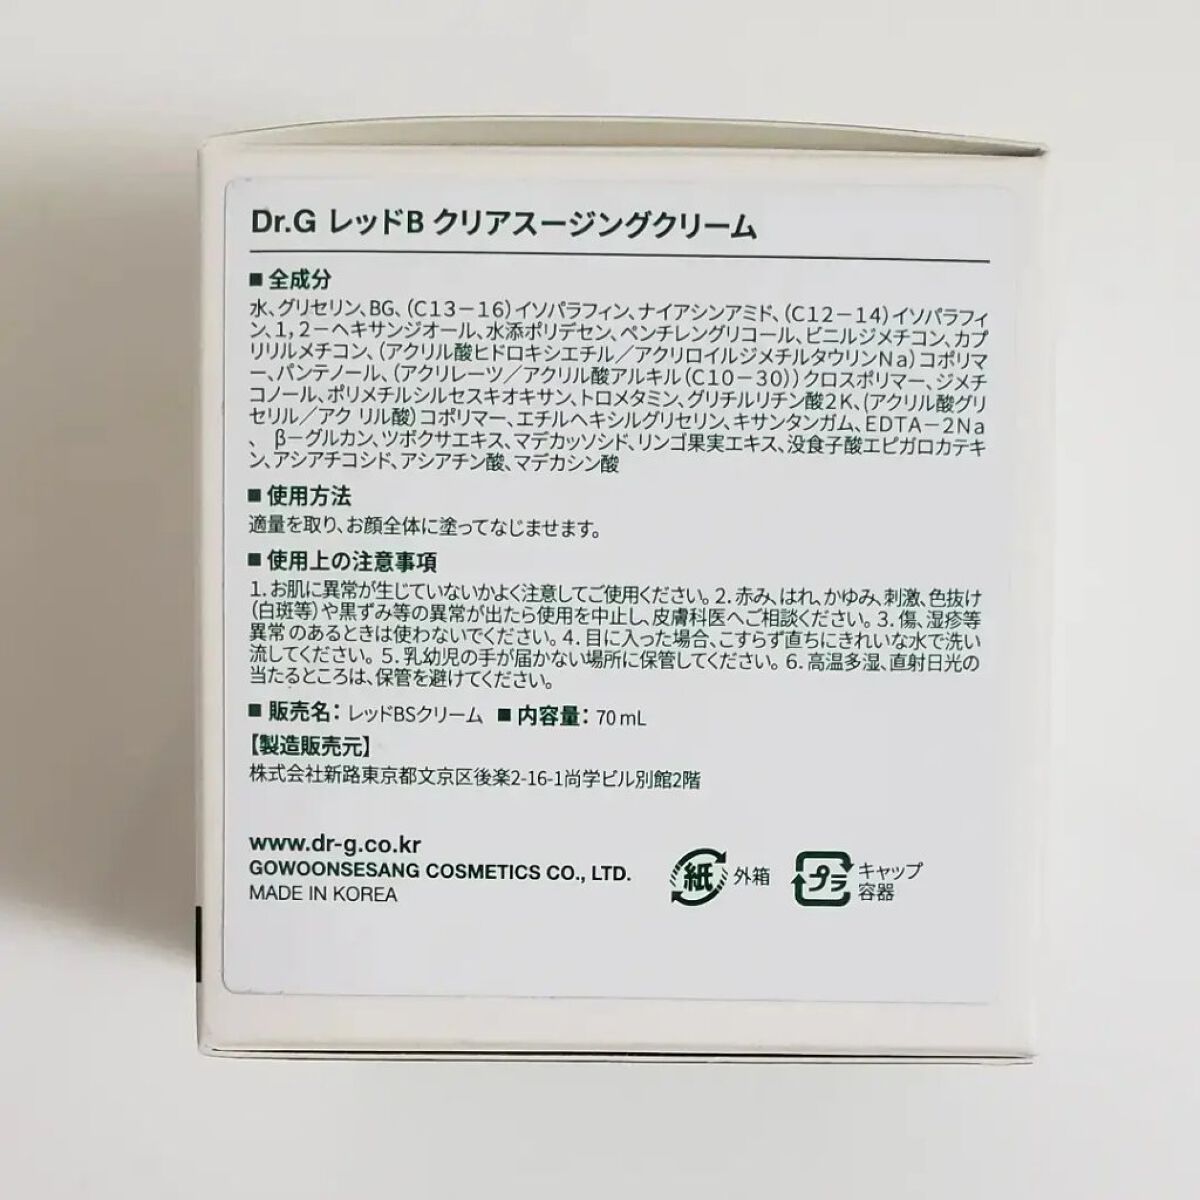 Dr.G レッドB クリアスージングクリーム
■ 全成分
水、グリセリン、BG、（C13－16）イソパラフィン、ナイアシンアミド、（C12－14）イソパラフィ
ン、1，2－ヘキサンジオール、水添ポリデセン、ペンチレングリコール、ビニルジメチコン、カプ
リリルメチコン、（アクリル酸ヒドロキシエチル／アクリロイルジメチルタウリンNa）コポリマ
ー、パンテノール、（アクリレーツ／アクリル酸アルキル（C10－30））クロスポリマー、ジメチ
コノール、ポリメチルシルセスキオキサン、トロメタミン、グリチルリチン酸2K、（アクリル酸グリ
セリル／アク リル酸）コポリマー、エチルヘキシルグリセリン、キサンタンガム、EDTA－2Na
、 β－グルカン、ツボクサエキス、マデカッソシド、リンゴ果実エキス、没食子酸エピガロカテキ
ン、アシアチコシド、アシアチン酸、マデカシン酸
■ 使用方法
適量を取り、お顔全体に塗ってなじませます。
■ 使用上の注意事項
1．お肌に異常が生じていないかよく注意してご使用ください。2．赤み、はれ、かゆみ、刺激、色抜け
（白斑等）や黒ずみ等の異常が出たら使用を中止し、皮膚科医へご相談ください。3．傷、湿疹等
異常 のあるときは使わないでください。4．目に入った場合、こすらず直ちにきれいな水で洗い
流してください。5．乳幼児の手が届かない場所に保管してください。6．高温多湿、直射日光の
当たるところは、保管を避けてください。
■ 販売名： レッドBSクリーム ■ 内容量： 70 mL
【製造販売元】
株式会社新路東京都文京区後楽2-16-1尚学ビル別館2階
www.dr-g.co.kr
GOWOONSESANG COSMETICS CO., LTD.
MADE IN KOREA
紙 外箱
プラ キャップ
容器